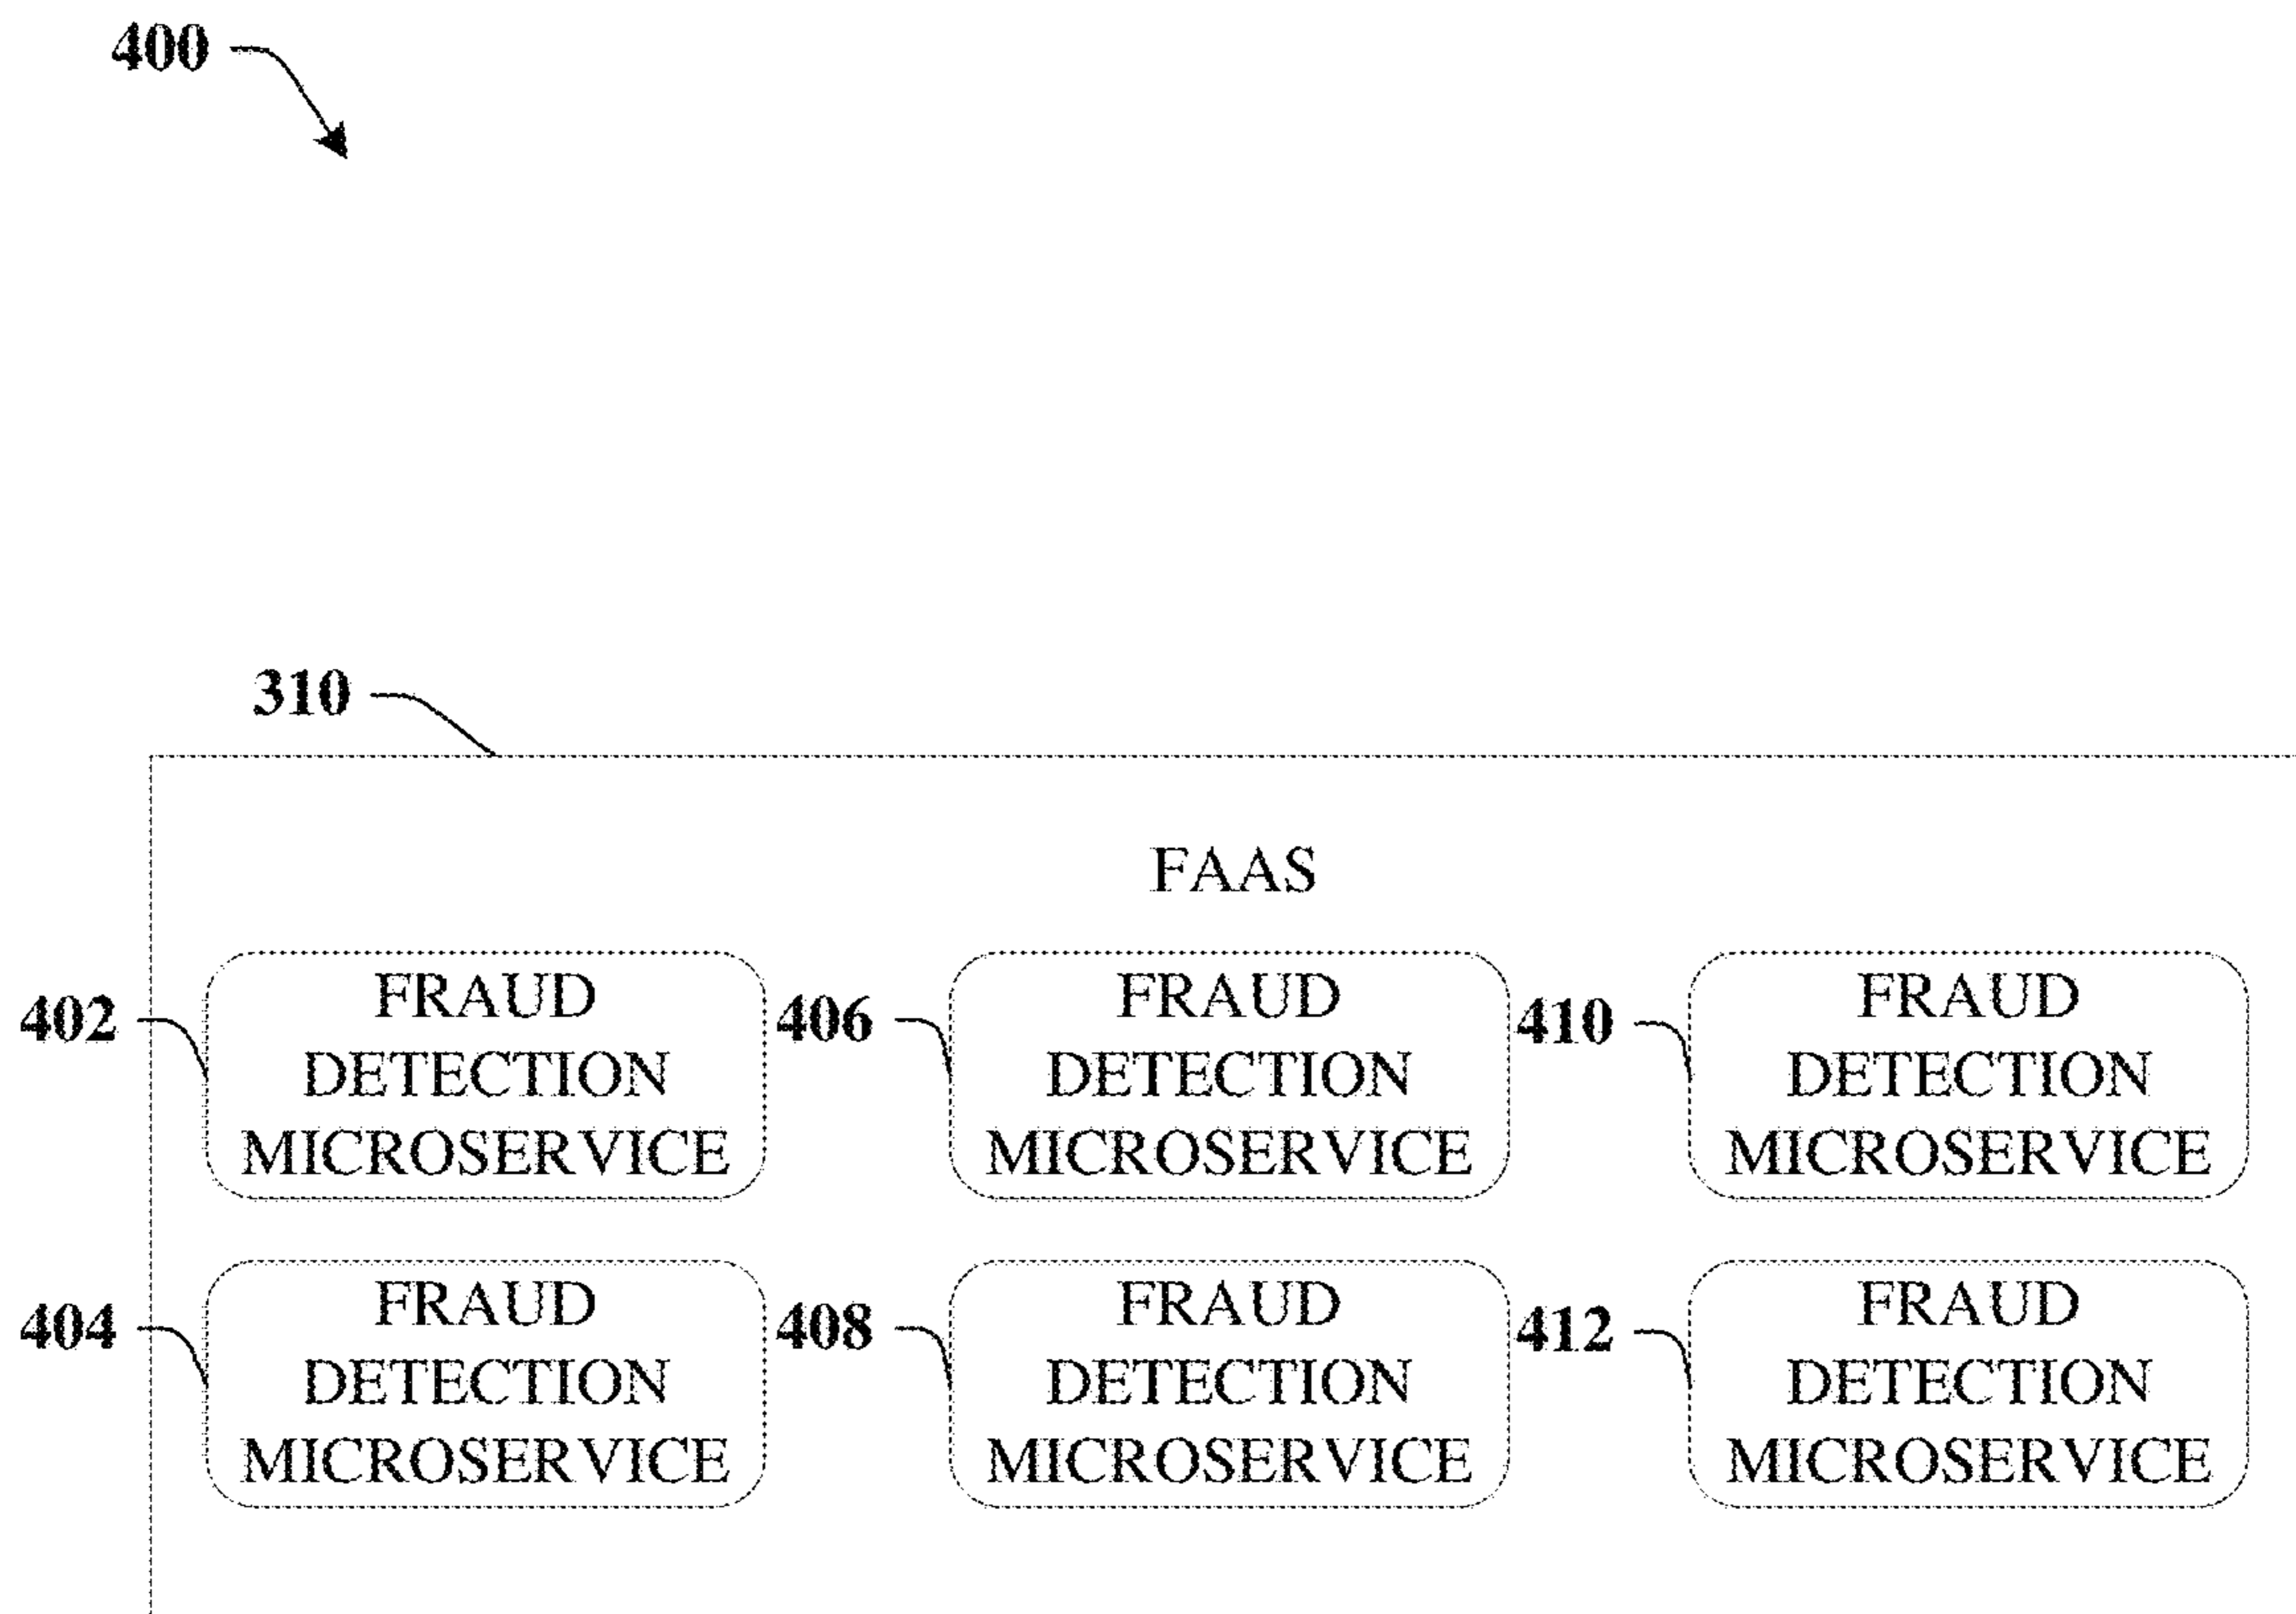 400
310
FAAS
402
FRAUD
DETECTION
MICROSERVICE
406
FRAUD
DETECTION
MICROSERVICE
410
FRAUD
DETECTION
MICROSERVICE
404
FRAUD
DETECTION
MICROSERVICE
408
FRAUD
DETECTION
MICROSERVICE
412
FRAUD
DETECTION
MICROSERVICE